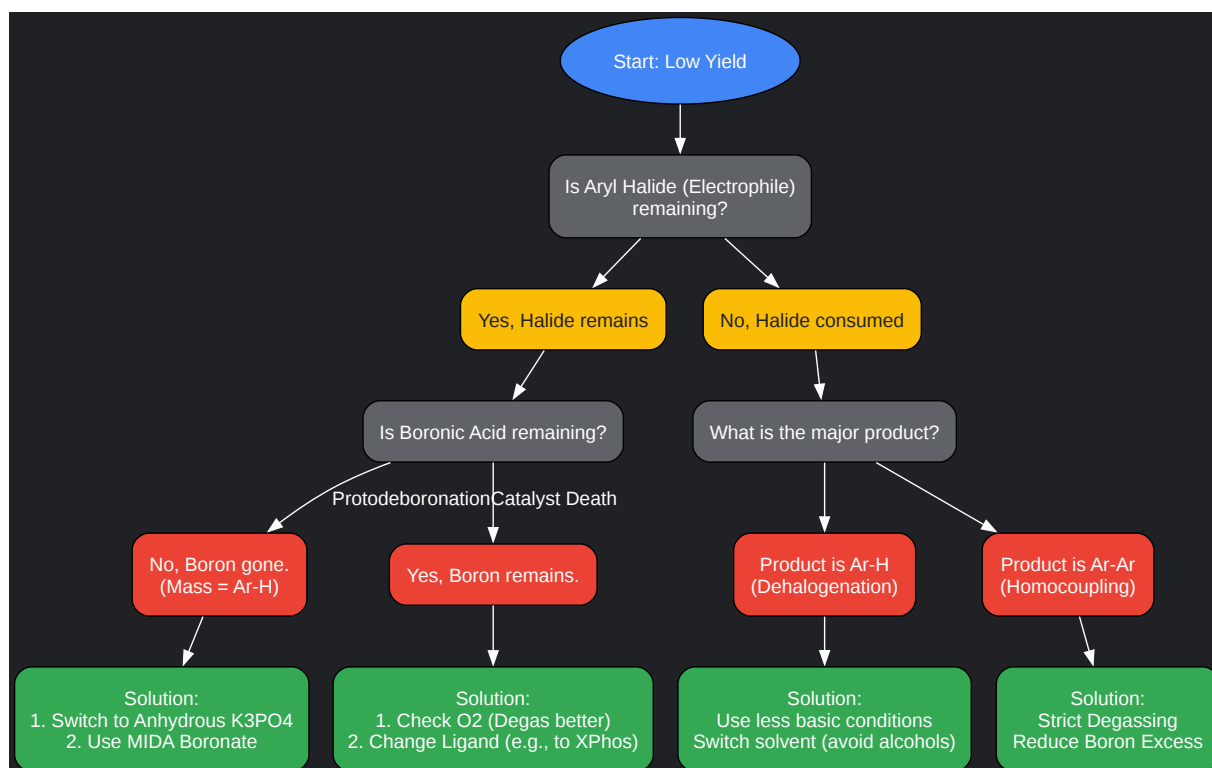 Start: Low Yield
Is Aryl Halide (Electrophile)
remaining?
Yes, Halide remains
No, Halide consumed
Is Boronic Acid remaining?
What is the major product?
Protodeboronation
Catalyst Death
No, Boron gone.
(Mass = Ar-H)
Yes, Boron remains.
Product is Ar-H
(Dehalogenation)
Product is Ar-Ar
(Homocoupling)
Solution:
1. Switch to Anhydrous K3PO4
2. Use MIDA Boronate
Solution:
1. Check O2 (Degas better)
2. Change Ligand (e.g., to XPhos)
Solution:
Use less basic conditions
Switch solvent (avoid alcohols)
Solution:
Strict Degassing
Reduce Boron Excess